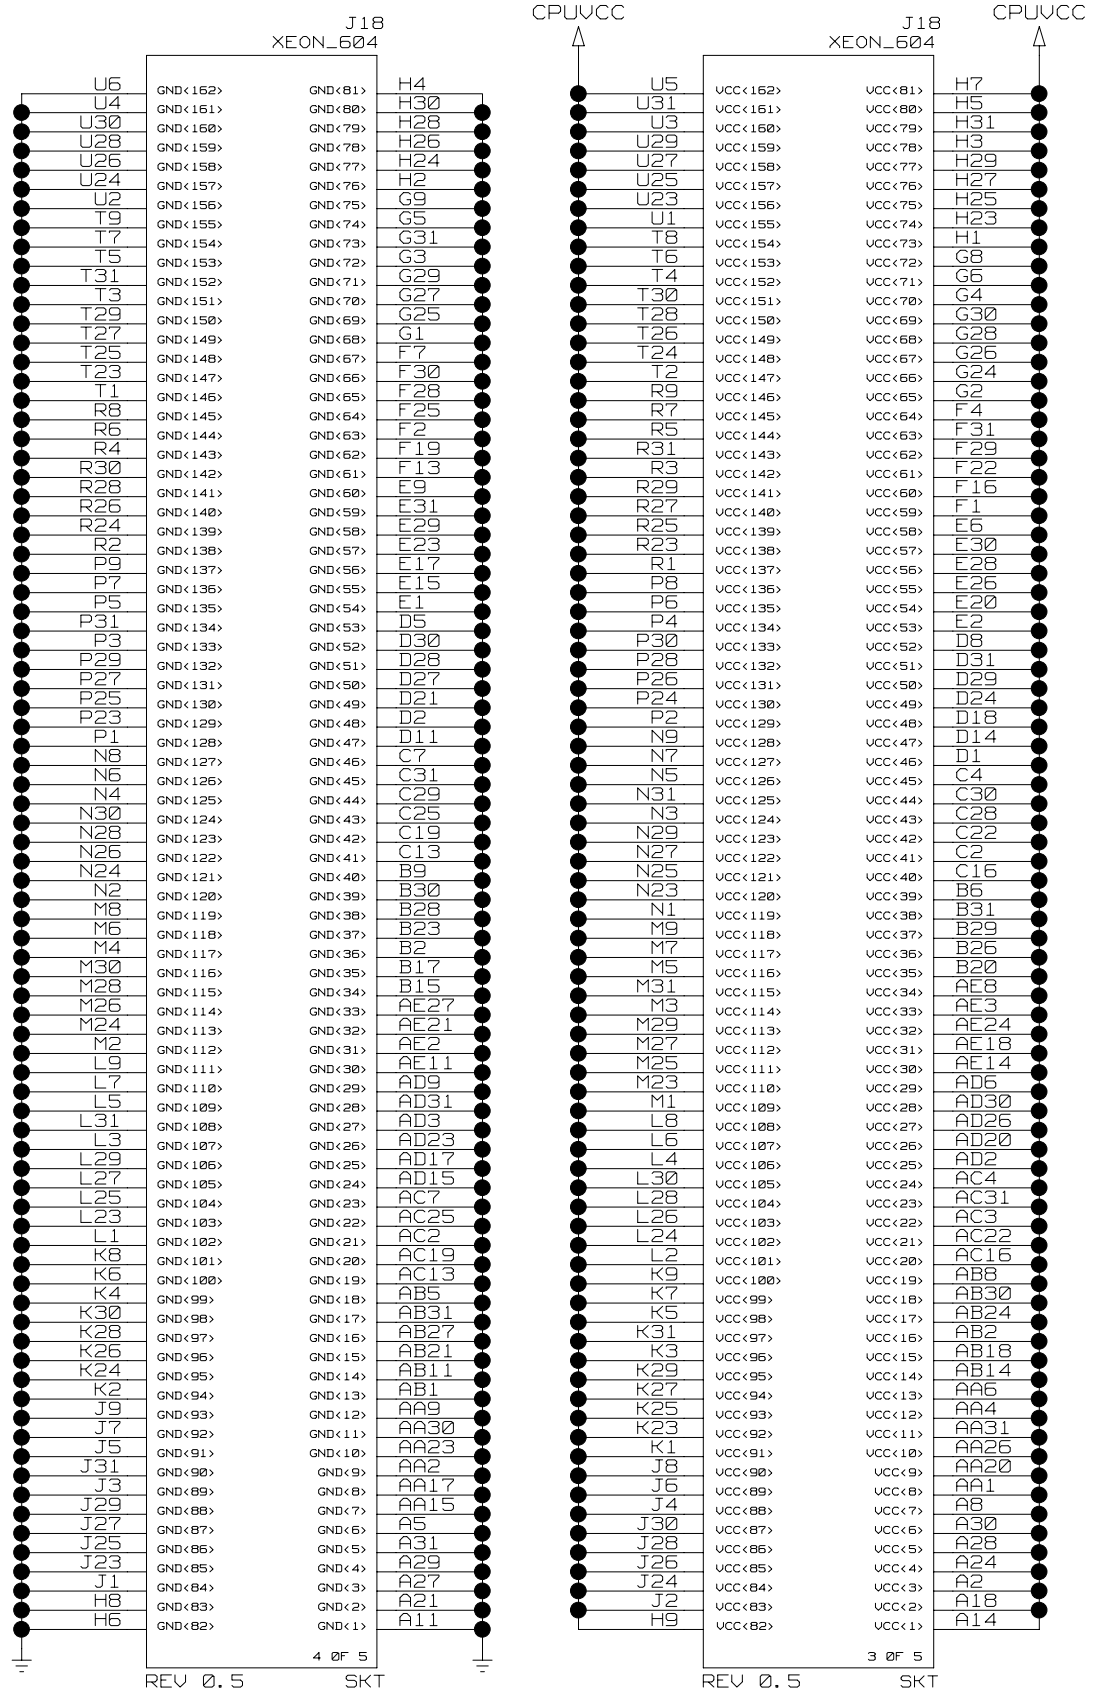 J18
XEON_604
U6 GND<162> GND<81> H4
U4 GND<161> GND<80> H30
U30 GND<160> GND<79> H28
U28 GND<159> GND<78> H26
U26 GND<158> GND<77> H24
U24 GND<157> GND<76> H2
U2 GND<156> GND<75> G9
T9 GND<155> GND<74> G5
T7 GND<154> GND<73> G31
T5 GND<153> GND<72> G3
T31 GND<152> GND<71> G29
T3 GND<151> GND<70> G27
T29 GND<150> GND<69> G25
T27 GND<149> GND<68> G1
T25 GND<148> GND<67> F7
T23 GND<147> GND<66> F30
T1 GND<146> GND<65> F28
R8 GND<145> GND<64> F25
R6 GND<144> GND<63> F2
R4 GND<143> GND<62> F19
R30 GND<142> GND<61> F13
R28 GND<141> GND<60> E9
R26 GND<140> GND<59> E31
R24 GND<139> GND<58> E29
R2 GND<138> GND<57> E23
P9 GND<137> GND<56> E17
P7 GND<136> GND<55> E15
P5 GND<135> GND<54> E1
P31 GND<134> GND<53> D5
P3 GND<133> GND<52> D30
P29 GND<132> GND<51> D28
P27 GND<131> GND<50> D27
P25 GND<130> GND<49> D21
P23 GND<129> GND<48> D2
P1 GND<128> GND<47> D11
N8 GND<127> GND<46> C7
N6 GND<126> GND<45> C31
N4 GND<125> GND<44> C29
N30 GND<124> GND<43> C25
N28 GND<123> GND<42> C19
N26 GND<122> GND<41> C13
N24 GND<121> GND<40> B9
N2 GND<120> GND<39> B30
M8 GND<119> GND<38> B28
M6 GND<118> GND<37> B23
M4 GND<117> GND<36> B2
M30 GND<116> GND<35> B17
M28 GND<115> GND<34> B15
M26 GND<114> GND<33> AE27
M24 GND<113> GND<32> AE21
M2 GND<112> GND<31> AE2
L9 GND<111> GND<30> AE11
L7 GND<110> GND<29> AD9
L5 GND<109> GND<28> AD31
L31 GND<108> GND<27> AD3
L3 GND<107> GND<26> AD23
L29 GND<106> GND<25> AD17
L27 GND<105> GND<24> AD15
L25 GND<104> GND<23> AC7
L23 GND<103> GND<22> AC25
L1 GND<102> GND<21> AC2
K8 GND<101> GND<20> AC19
K6 GND<100> GND<19> AC13
K4 GND<99> GND<18> AB5
K30 GND<98> GND<17> AB31
K28 GND<97> GND<16> AB27
K26 GND<96> GND<15> AB21
K24 GND<95> GND<14> AB11
K2 GND<94> GND<13> AB1
J9 GND<93> GND<12> AA9
J7 GND<92> GND<11> AA30
J5 GND<91> GND<10> AA23
J31 GND<90> GND<9> AA2
J3 GND<89> GND<8> AA17
J29 GND<88> GND<7> AA15
J27 GND<87> GND<6> A5
J25 GND<86> GND<5> A31
J23 GND<85> GND<4> A29
J1 GND<84> GND<3> A27
H8 GND<83> GND<2> A21
H6 GND<82> GND<1> A11
4 OF 5
REV 0.5 SKT
CPUVCC CPUVCC
J18
XEON_604
U5 VCC<162> VCC<81> H7
U31 VCC<161> VCC<80> H5
U3 VCC<160> VCC<79> H31
U29 VCC<159> VCC<78> H3
U27 VCC<158> VCC<77> H29
U25 VCC<157> VCC<76> H27
U23 VCC<156> VCC<75> H25
U1 VCC<155> VCC<74> H23
T8 VCC<154> VCC<73> H1
T6 VCC<153> VCC<72> G8
T4 VCC<152> VCC<71> G6
T30 VCC<151> VCC<70> G4
T28 VCC<150> VCC<69> G30
T26 VCC<149> VCC<68> G28
T24 VCC<148> VCC<67> G26
T2 VCC<147> VCC<66> G24
R9 VCC<146> VCC<65> G2
R7 VCC<145> VCC<64> F4
R5 VCC<144> VCC<63> F31
R31 VCC<143> VCC<62> F29
R3 VCC<142> VCC<61> F22
R29 VCC<141> VCC<60> F16
R27 VCC<140> VCC<59> F1
R25 VCC<139> VCC<58> E6
R23 VCC<138> VCC<57> E30
R1 VCC<137> VCC<56> E28
P8 VCC<136> VCC<55> E26
P6 VCC<135> VCC<54> E20
P4 VCC<134> VCC<53> E2
P30 VCC<133> VCC<52> D8
P28 VCC<132> VCC<51> D31
P26 VCC<131> VCC<50> D29
P24 VCC<130> VCC<49> D24
P2 VCC<129> VCC<48> D18
N9 VCC<128> VCC<47> D14
N7 VCC<127> VCC<46> D1
N5 VCC<126> VCC<45> C4
N31 VCC<125> VCC<44> C30
N3 VCC<124> VCC<43> C28
N29 VCC<123> VCC<42> C22
N27 VCC<122> VCC<41> C2
N25 VCC<121> VCC<40> C16
N23 VCC<120> VCC<39> B6
N1 VCC<119> VCC<38> B31
M9 VCC<118> VCC<37> B29
M7 VCC<117> VCC<36> B26
M5 VCC<116> VCC<35> B20
M31 VCC<115> VCC<34> AE8
M3 VCC<114> VCC<33> AE3
M29 VCC<113> VCC<32> AE24
M27 VCC<112> VCC<31> AE18
M25 VCC<111> VCC<30> AE14
M23 VCC<110> VCC<29> AD6
M1 VCC<109> VCC<28> AD30
L8 VCC<108> VCC<27> AD26
L6 VCC<107> VCC<26> AD20
L4 VCC<106> VCC<25> AD2
L30 VCC<105> VCC<24> AC4
L28 VCC<104> VCC<23> AC31
L26 VCC<103> VCC<22> AC3
L24 VCC<102> VCC<21> AC22
L2 VCC<101> VCC<20> AC16
K9 VCC<100> VCC<19> AB8
K7 VCC<99> VCC<18> AB30
K5 VCC<98> VCC<17> AB24
K31 VCC<97> VCC<16> AB2
K3 VCC<96> VCC<15> AB18
K29 VCC<95> VCC<14> AB14
K27 VCC<94> VCC<13> AA6
K25 VCC<93> VCC<12> AA4
K23 VCC<92> VCC<11> AA31
K1 VCC<91> VCC<10> AA26
J8 VCC<90> VCC<9> AA20
J6 VCC<89> VCC<8> AA1
J4 VCC<88> VCC<7> A8
J30 VCC<87> VCC<6> A30
J28 VCC<86> VCC<5> A28
J26 VCC<85> VCC<4> A24
J24 VCC<84> VCC<3> A2
J2 VCC<83> VCC<2> A18
H9 VCC<82> VCC<1> A14
3 OF 5
REV 0.5 SKT